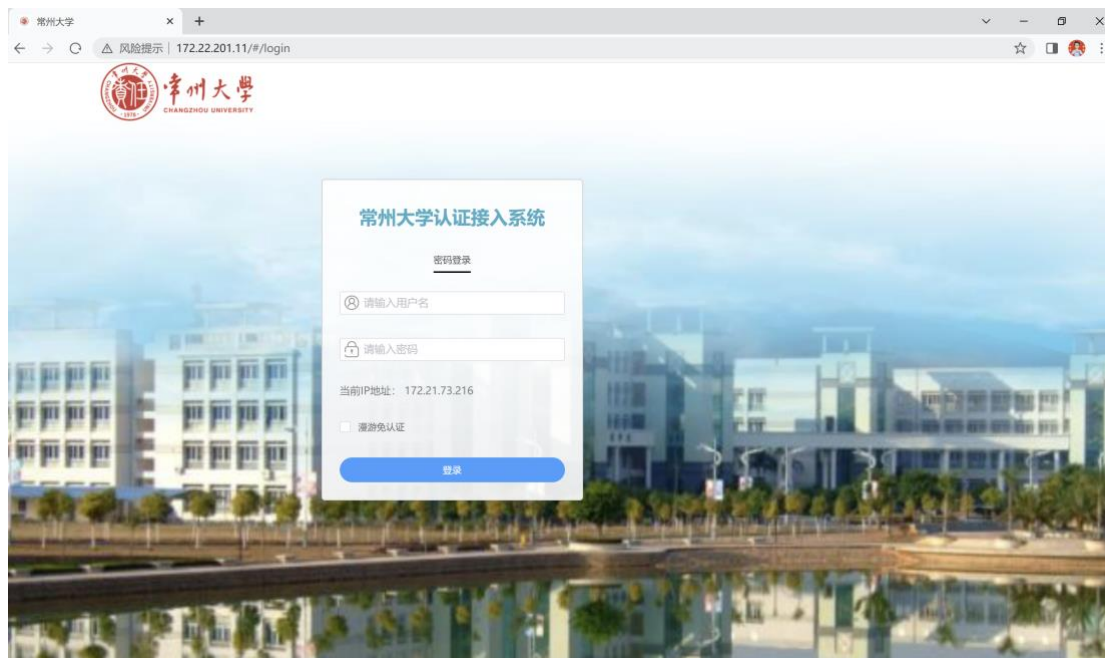 常州大学
风险提示 | 172.22.201.11/#/login
常州大學
CHANGZHOU UNIVERSITY
·1978·
常州大学认证接入系统
密码登录
请输入用户名
请输入密码
当前IP地址： 172.21.73.216
漫游免认证
登录